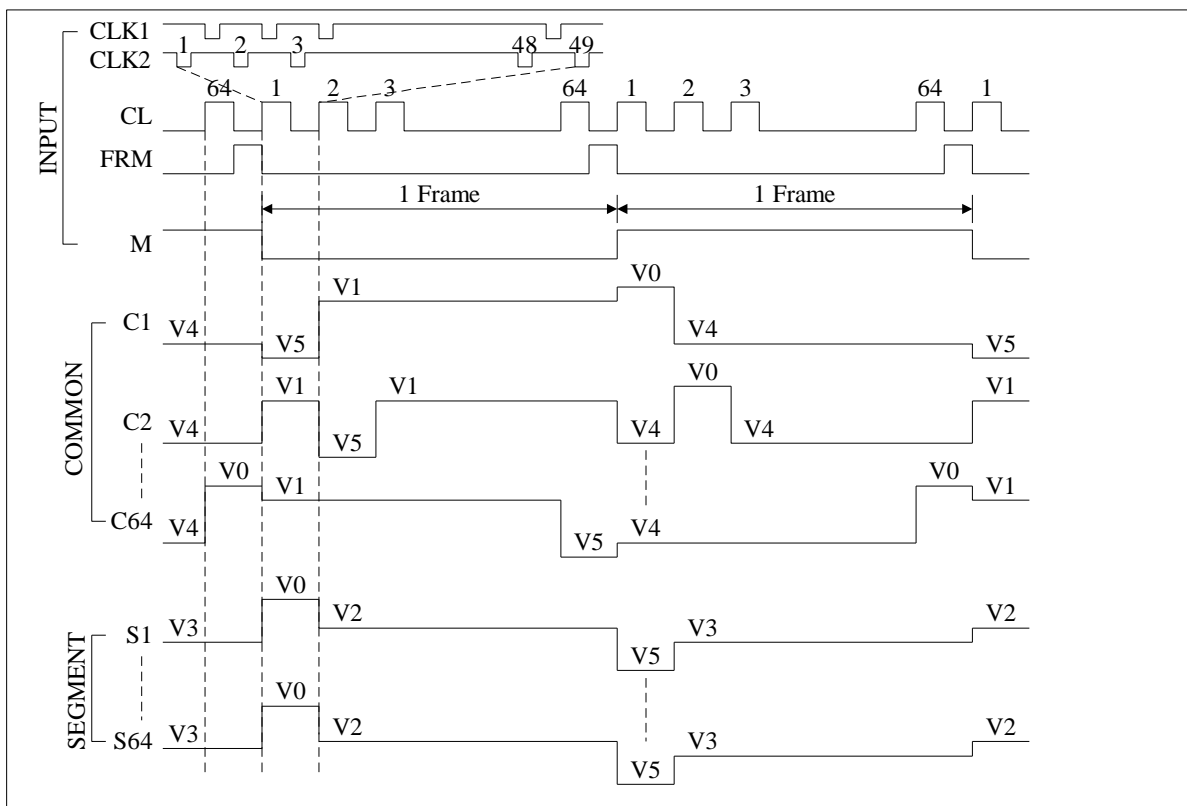 CLK1
1 2 3 48 49
CLK2
64 1 2 3 64 1 2 3 64 1
CL
INPUT
FRM
1 Frame 1 Frame
M
V0
V1
C1 V4 V4
V5 V5
V0
V1 V1 V1
COMMON
C2 V4 V4 V4
V5
V0 V0
V1 V1
C64 V4 V4
V5
V0
V2 V2
S1 V3 V3
V5
SEGMENT
V0
V2 V2
S64 V3 V3
V5